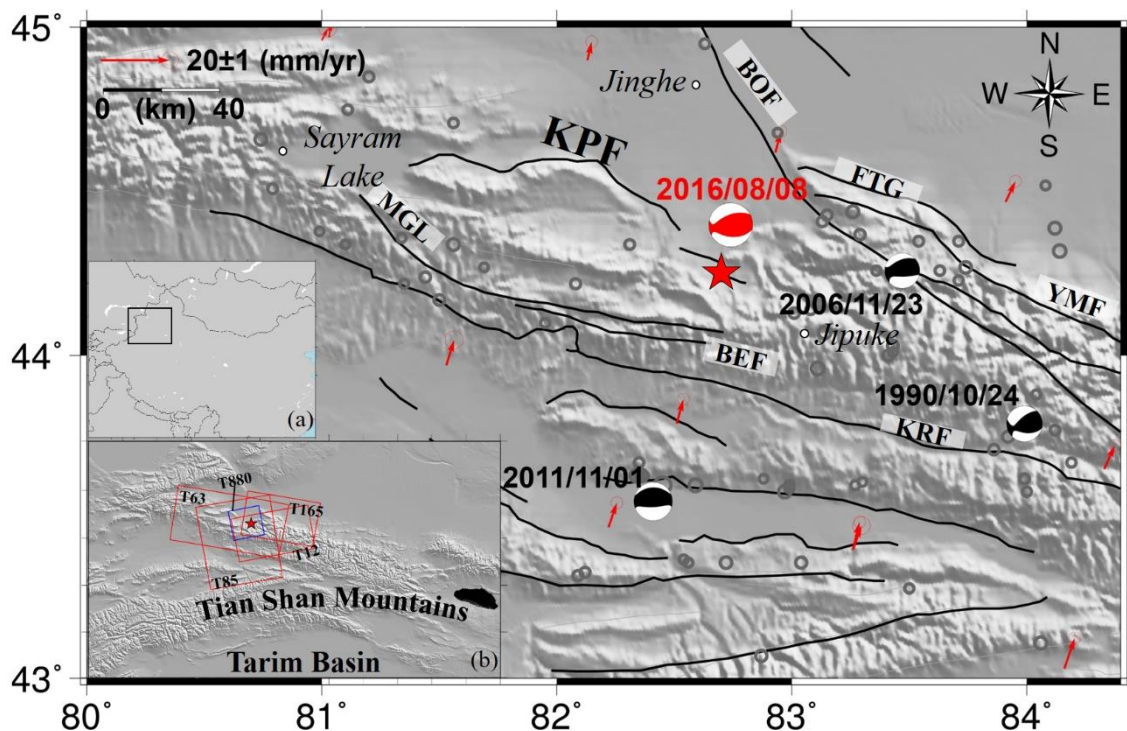 45˚
20±1 (mm/yr)
0 (km) 40
Sayram
Lake
Jinghe
BOF
N
W E
S
KPF
2016/08/08
FTG
MGL
YMF
2006/11/23
Jipuke
44˚
BEF
1990/10/24
KRF
(a)
2011/11/01
T880
T63
T165
T12
T85
Tian Shan Mountains
Tarim Basin
(b)
43˚
80˚ 81˚ 82˚ 83˚ 84˚